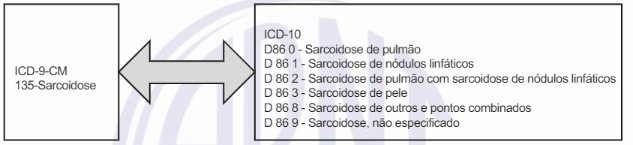 ICD-9-CM
135-Sarcoidose
ICD-10
D86 0 - Sarcoidose de pulmão
D 86 1 - Sarcoidose de nódulos linfáticos
D 86 2 - Sarcoidose de pulmão com sarcoidose de nódulos linfáticos
D 86 3 - Sarcoidose de pele
D 86 8 - Sarcoidose de outros e pontos combinados
D 86 9 - Sarcoidose, não especificado